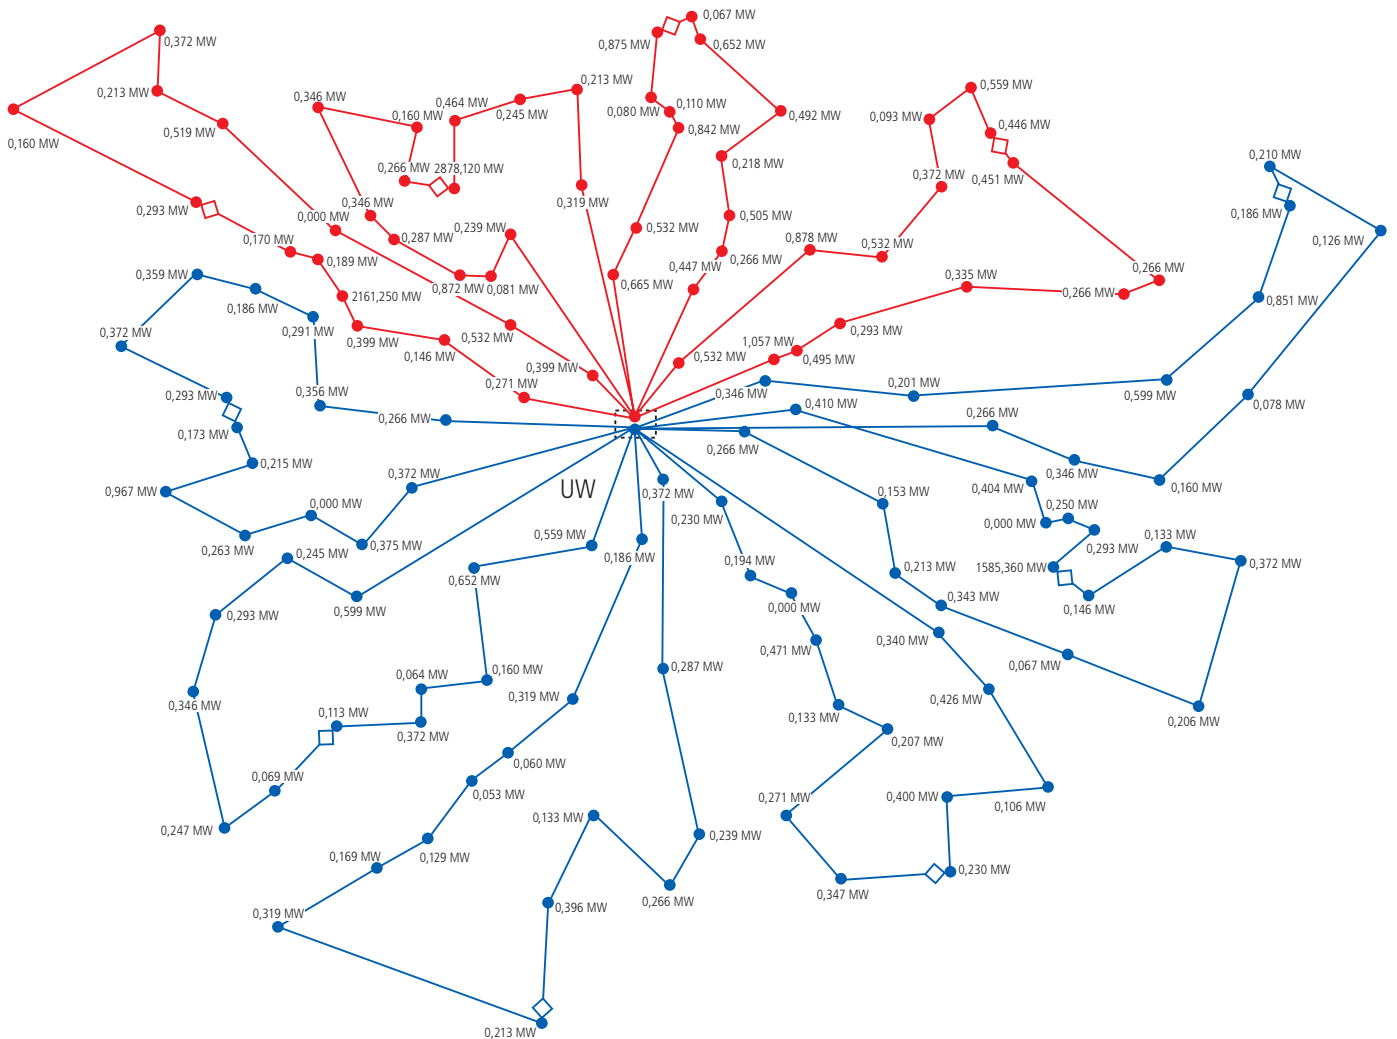 0,067 MW
0,372 MW
0,875 MW
0,652 MW
0,559 MW
0,213 MW
0,213 MW
0,346 MW
0,464 MW
0,160 MW
0,245 MW
0,080 MW
0,110 MW
0,492 MW
0,093 MW
0,446 MW
0,519 MW
0,842 MW
0,160 MW
0,218 MW
0,210 MW
0,266 MW
2878,120 MW
0,372 MW
0,451 MW
0,293 MW
0,346 MW
0,319 MW
0,186 MW
0,000 MW
0,239 MW
0,532 MW
0,505 MW
0,878 MW
0,532 MW
0,126 MW
0,170 MW
0,287 MW
0,189 MW
0,266 MW
0,447 MW
0,266 MW
0,359 MW
0,872 MW
0,081 MW
0,665 MW
0,335 MW
0,266 MW
0,851 MW
2161,250 MW
0,186 MW
0,372 MW
0,291 MW
0,399 MW
0,532 MW
0,293 MW
0,146 MW
1,057 MW
0,532 MW
0,495 MW
0,399 MW
0,271 MW
0,201 MW
0,346 MW
0,599 MW
0,293 MW
0,356 MW
0,410 MW
0,078 MW
0,266 MW
0,266 MW
0,173 MW
0,266 MW
0,215 MW
0,346 MW
0,372 MW
0,967 MW
UW
0,372 MW
0,153 MW
0,404 MW
0,160 MW
0,000 MW
0,230 MW
0,250 MW
0,000 MW
0,263 MW
0,375 MW
0,559 MW
0,293 MW
0,133 MW
0,245 MW
0,186 MW
0,194 MW
0,213 MW
1585,360 MW
0,372 MW
0,652 MW
0,599 MW
0,000 MW
0,343 MW
0,146 MW
0,293 MW
0,471 MW
0,340 MW
0,160 MW
0,064 MW
0,287 MW
0,067 MW
0,346 MW
0,319 MW
0,426 MW
0,113 MW
0,133 MW
0,206 MW
0,372 MW
0,207 MW
0,060 MW
0,069 MW
0,053 MW
0,271 MW
0,400 MW
0,106 MW
0,247 MW
0,133 MW
0,239 MW
0,169 MW
0,129 MW
0,230 MW
0,347 MW
0,266 MW
0,319 MW
0,396 MW
0,213 MW